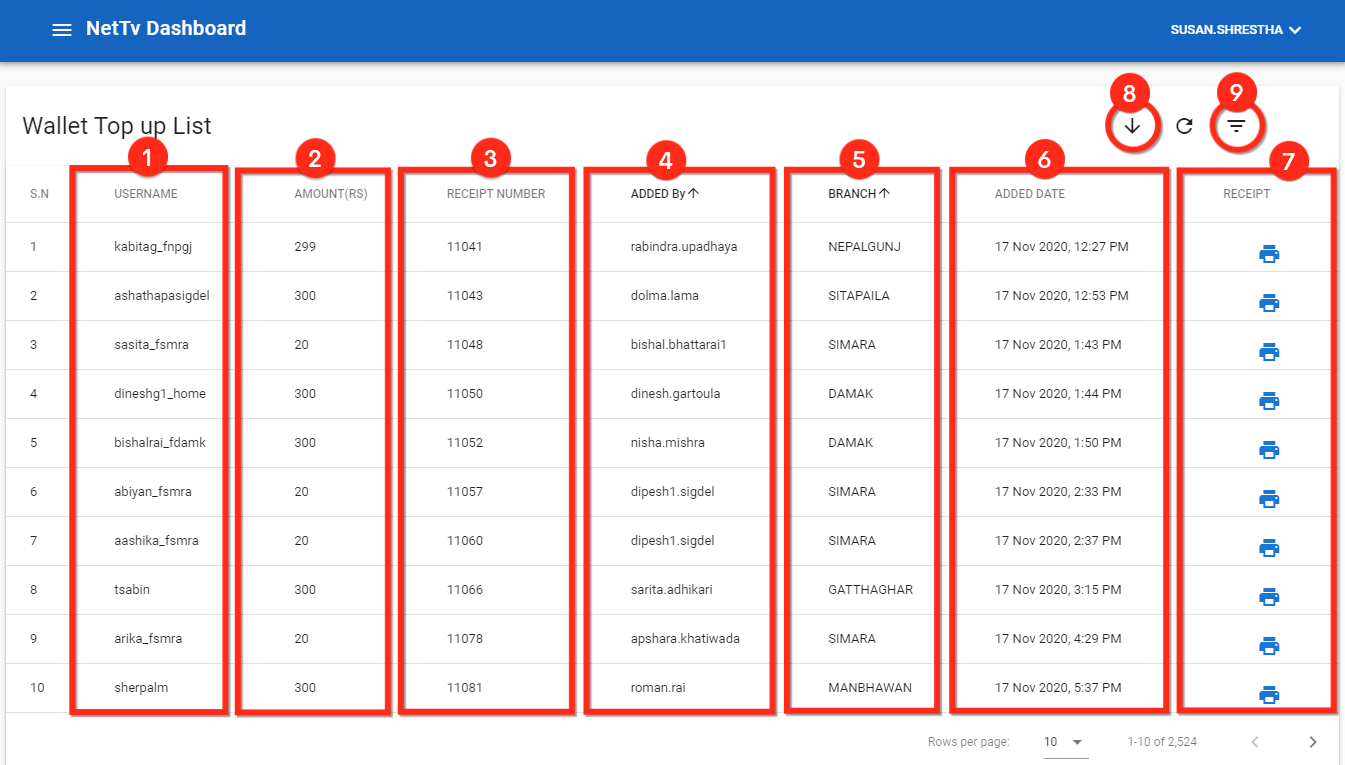 NetTv Dashboard SUSAN.SHRESTHA
8 9
Wallet Top up List
1 2 3 4 5 6 7
S.N USERNAME AMOUNT(RS) RECEIPT NUMBER ADDED By BRANCH ADDED DATE RECEIPT
1 kabitag_fnpgj 299 11041 rabindra.upadhaya NEPALGUNJ 17 Nov 2020, 12:27 PM
2 ashathapasigdel 300 11043 dolma.lama SITAPAILA 17 Nov 2020, 12:53 PM
3 sasita_fsmra 20 11048 bishal.bhattarai1 SIMARA 17 Nov 2020, 1:43 PM
4 dineshg1_home 300 11050 dinesh.gartoula DAMAK 17 Nov 2020, 1:44 PM
5 bishalrai_fdamk 300 11052 nisha.mishra DAMAK 17 Nov 2020, 1:50 PM
6 abiyan_fsmra 20 11057 dipesh1.sigdel SIMARA 17 Nov 2020, 2:33 PM
7 aashika_fsmra 20 11060 dipesh1.sigdel SIMARA 17 Nov 2020, 2:37 PM
8 tsabin 300 11066 sarita.adhikari GATTHAGHAR 17 Nov 2020, 3:15 PM
9 arika_fsmra 20 11078 apshara.khatiwada SIMARA 17 Nov 2020, 4:29 PM
10 sherpalm 300 11081 roman.rai MANBHAWAN 17 Nov 2020, 5:37 PM
Rows per page: 10 1-10 of 2,524